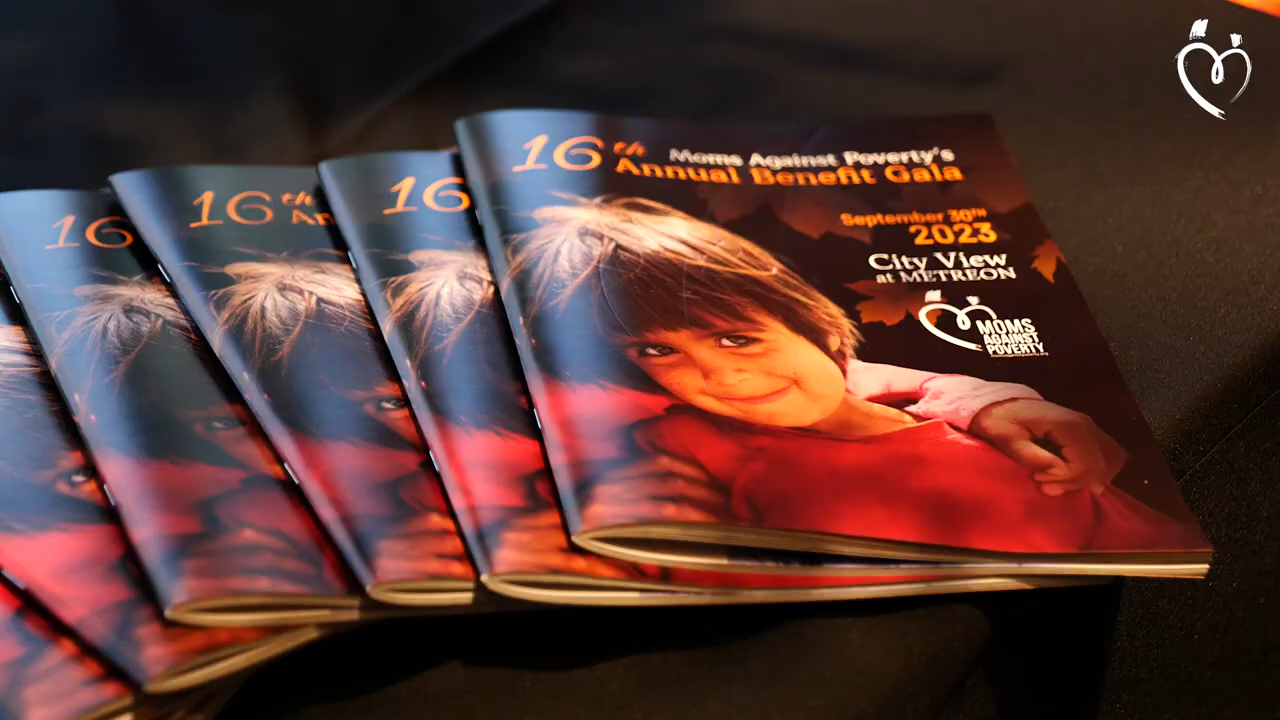 16
16th An
16
16th Moms Against Poverty's
Annual Benefit Gala
September 30TH
2023
City View
at METREON
MOMS
AGAINST
POVERTY